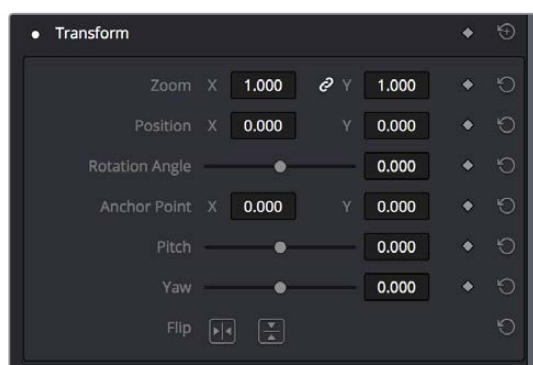 Transform
Zoom X 1.000 Y 1.000
Position X 0.000 Y 0.000
Rotation Angle 0.000
Anchor Point X 0.000 Y 0.000
Pitch 0.000
Yaw 0.000
Flip